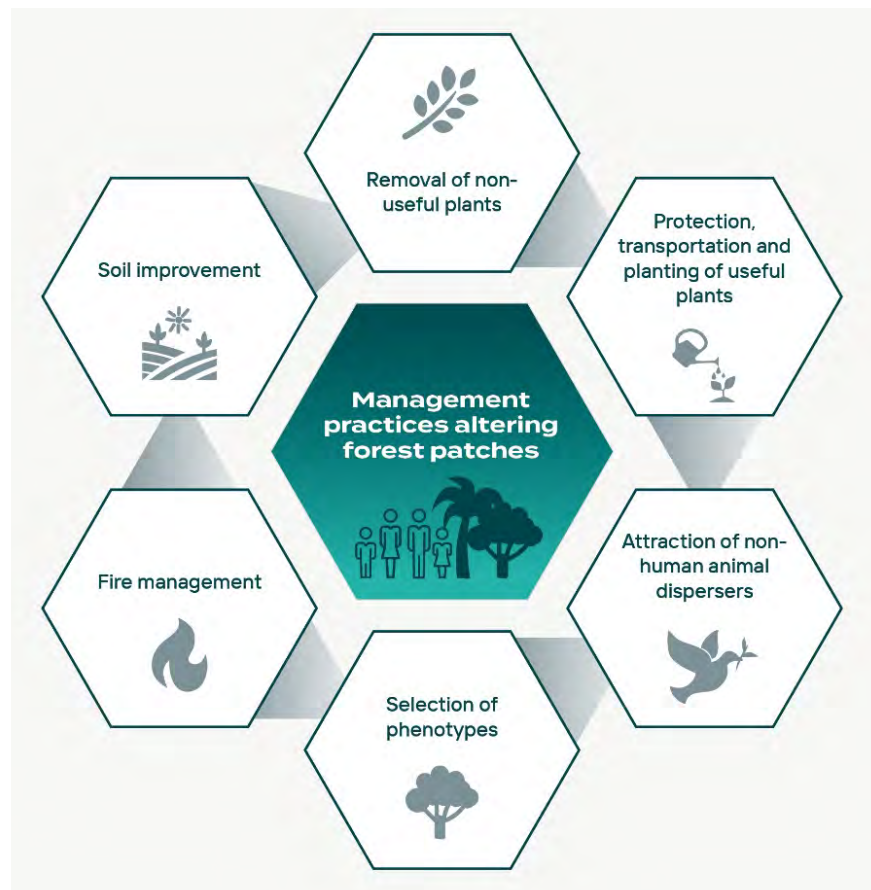 Removal of non-
useful plants
Protection,
transportation and
planting of useful
plants
Attraction of non-
human animal
dispersers
Selection of
phenotypes
Fire management
Soil improvement
Management
practices altering
forest patches